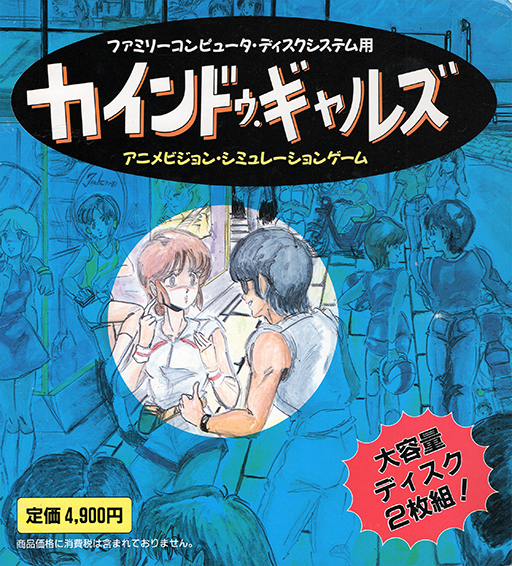 ファミリーコンピュータ・ディスクシステム用
カインドゥ・ギャルズ
アニメビジョン・シミュレーションゲーム
大容量
ディスク
2枚組!
定価4,900円
商品価格に消費税は含まれておりません。